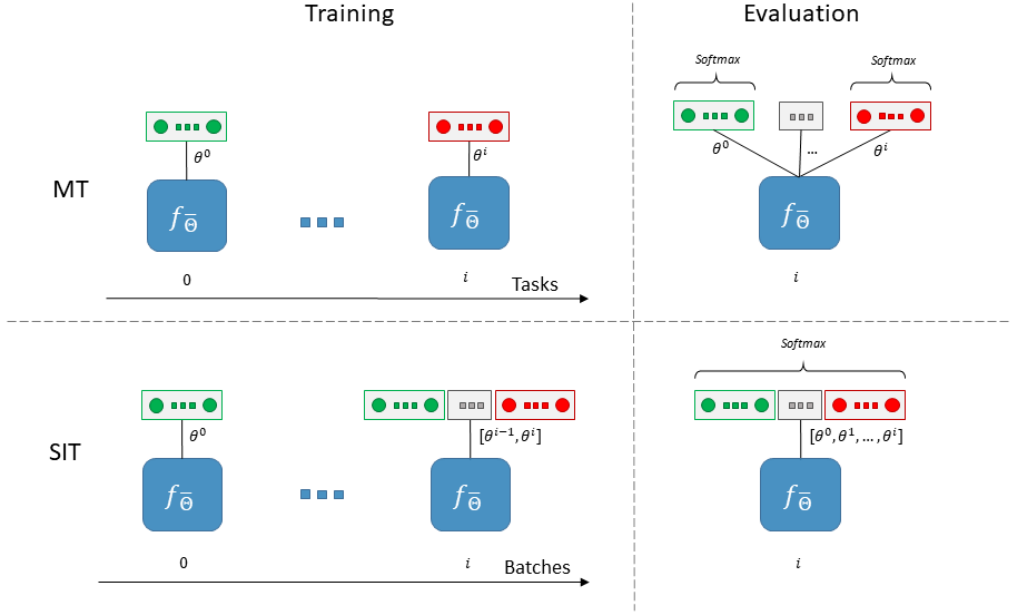 Training
Evaluation
Softmax
Softmax
θ⁰
θⁱ
θ⁰
...
θⁱ
MT
f_Θ̅
f_Θ̅
f_Θ̅
0
i
i
Tasks
Softmax
θ⁰
[θⁱ⁻¹, θⁱ]
[θ⁰, θ¹, ..., θⁱ]
SIT
f_Θ̅
f_Θ̅
f_Θ̅
0
i
i
Batches